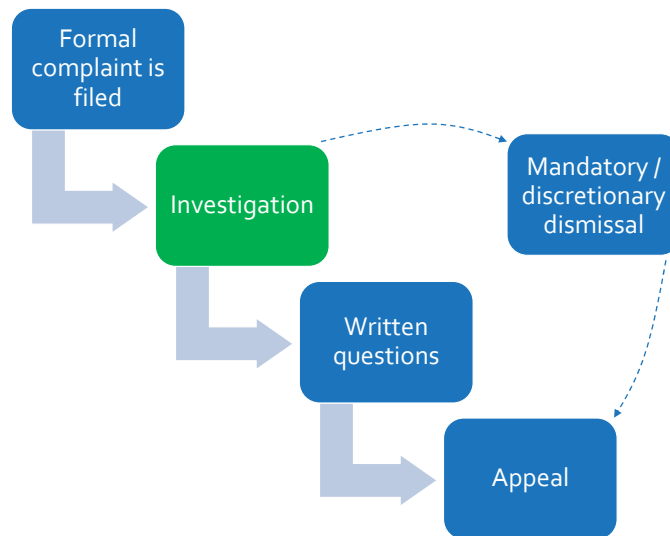 Formal
complaint is
filed
Investigation
Mandatory /
discretionary
dismissal
Written
questions
Appeal